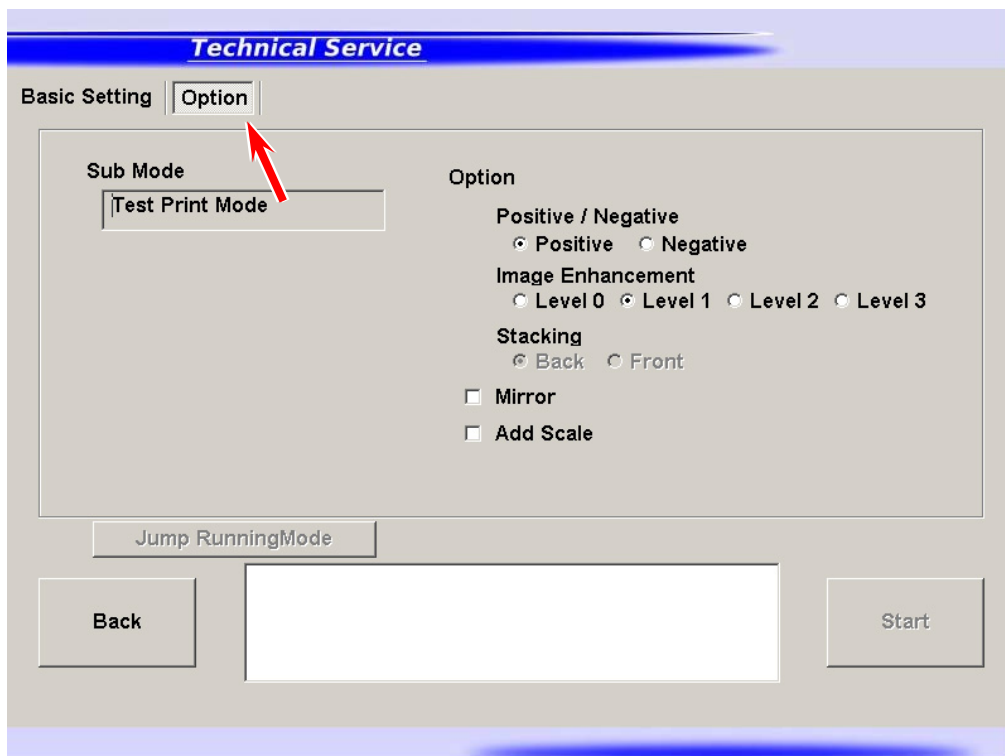 Technical Service
Basic Setting Option
Sub Mode
Test Print Mode
Option
Positive / Negative
Positive Negative
Image Enhancement
Level 0 Level 1 Level 2 Level 3
Stacking
Back Front
Mirror
Add Scale
Jump RunningMode
Back
Start